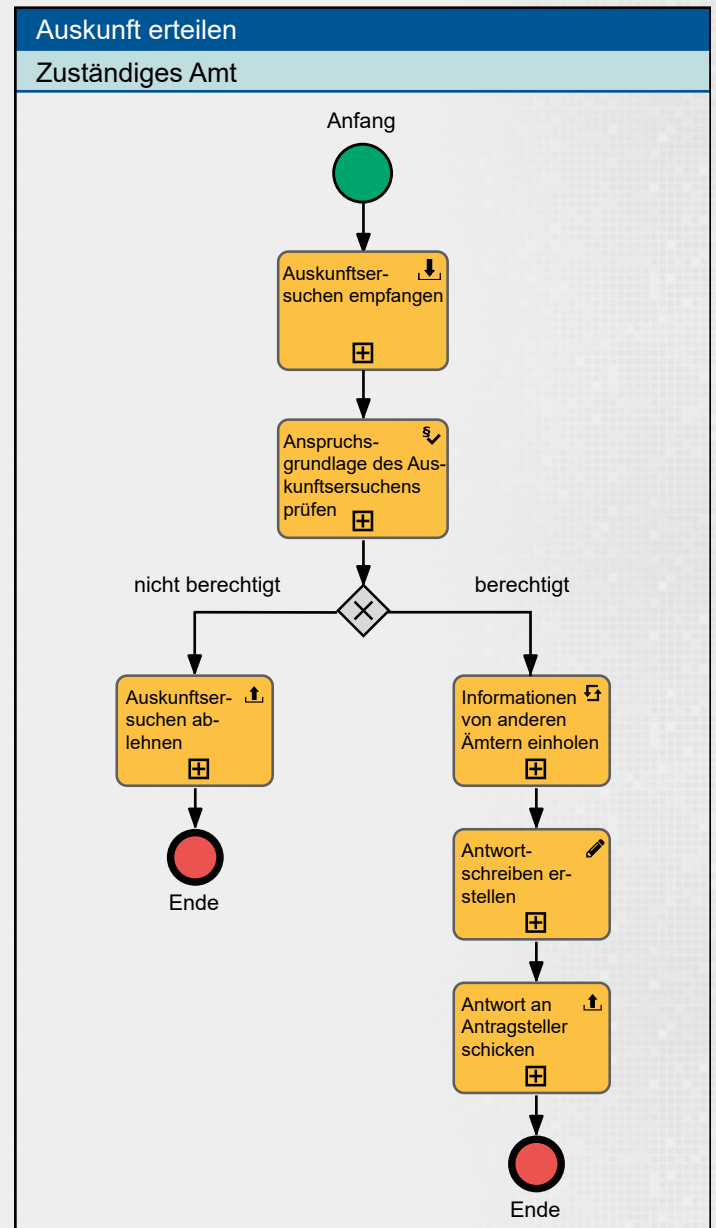 Auskunft erteilen
Zuständiges Amt
Anfang
Auskunftser-
suchen empfangen
Anspruchs-
grundlage des Aus-
kunftsersuchens
prüfen
§
nicht berechtigt
berechtigt
Auskunftser-
suchen ab-
lehnen
Ende
Informationen
von anderen
Ämtern einholen
Antwort-
schreiben er-
stellen
Antwort an
Antragsteller
schicken
Ende